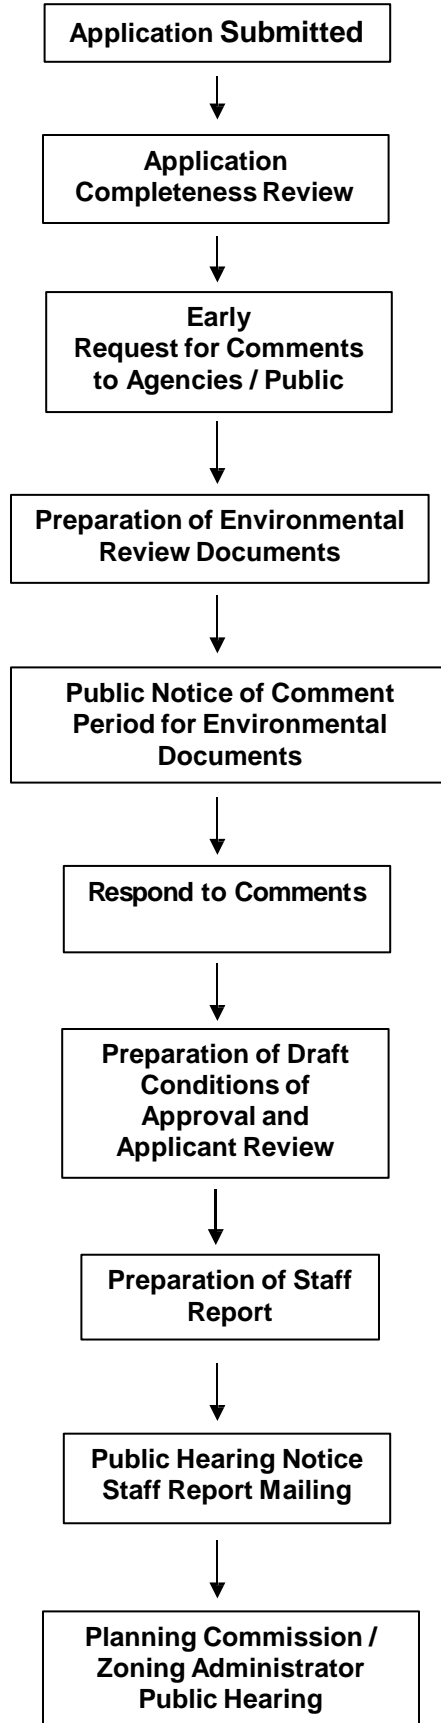 Application Submitted
Application
Completeness Review
Early
Request for Comments
to Agencies / Public
Preparation of Environmental
Review Documents
Public Notice of Comment
Period for Environmental
Documents
Respond to Comments
Preparation of Draft
Conditions of
Approval and
Applicant Review
Preparation of Staff
Report
Public Hearing Notice
Staff Report Mailing
Planning Commission /
Zoning Administrator
Public Hearing